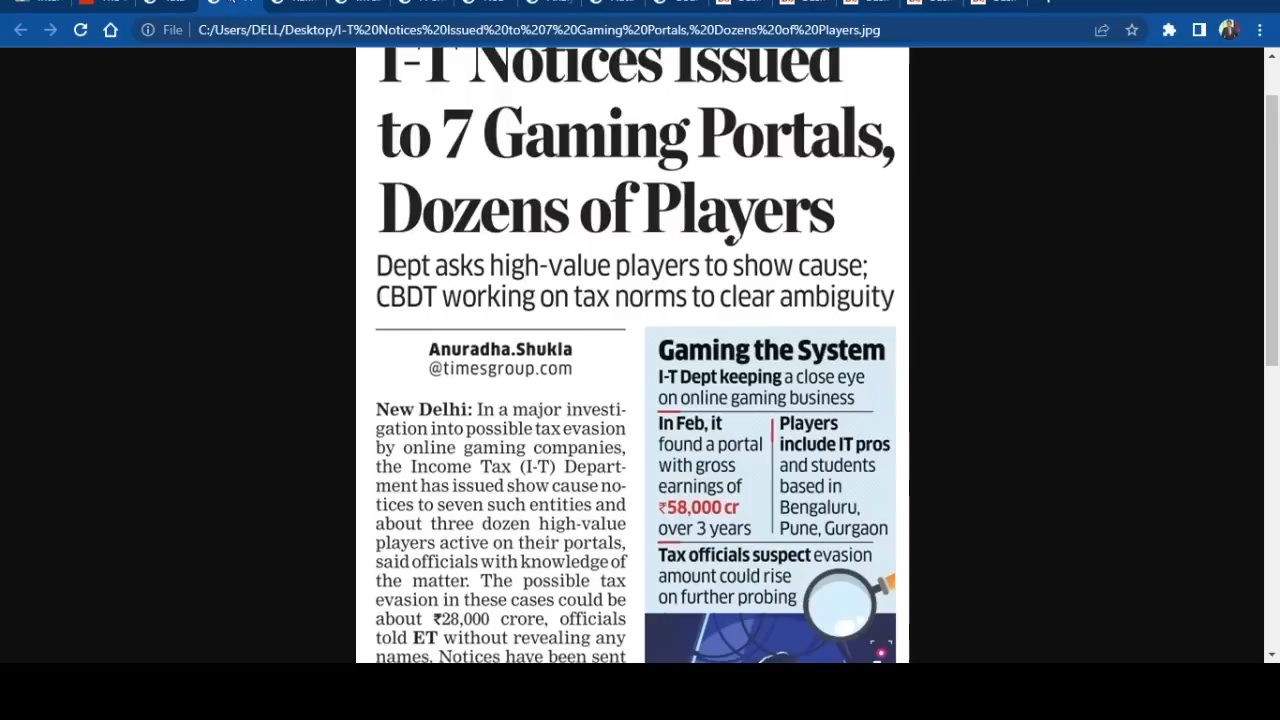 File
C:/Users/DELL/Desktop/I-T%20Notices%20Issued%20to%207%20Gaming%20Portals,%20Dozens%20of%20Players.jpg
I-T Notices Issued
to 7 Gaming Portals,
Dozens of Players
Dept asks high-value players to show cause;
CBDT working on tax norms to clear ambiguity
Anuradha.Shukla
@timesgroup.com
New Delhi: In a major investi-
gation into possible tax evasion
by online gaming companies,
the Income Tax (I-T) Depart-
ment has issued show cause no-
tices to seven such entities and
about three dozen high-value
players active on their portals,
said officials with knowledge of
the matter. The possible tax
evasion in these cases could be
about ₹28,000 crore, officials
told ET without revealing any
names. Notices have been sent
Gaming the System
I-T Dept keeping a close eye
on online gaming business
In Feb, it
found a portal
with gross
earnings of
₹58,000 cr
over 3 years
Players
include IT pros
and students
based in
Bengaluru,
Pune, Gurgaon
Tax officials suspect evasion
amount could rise
on further probing